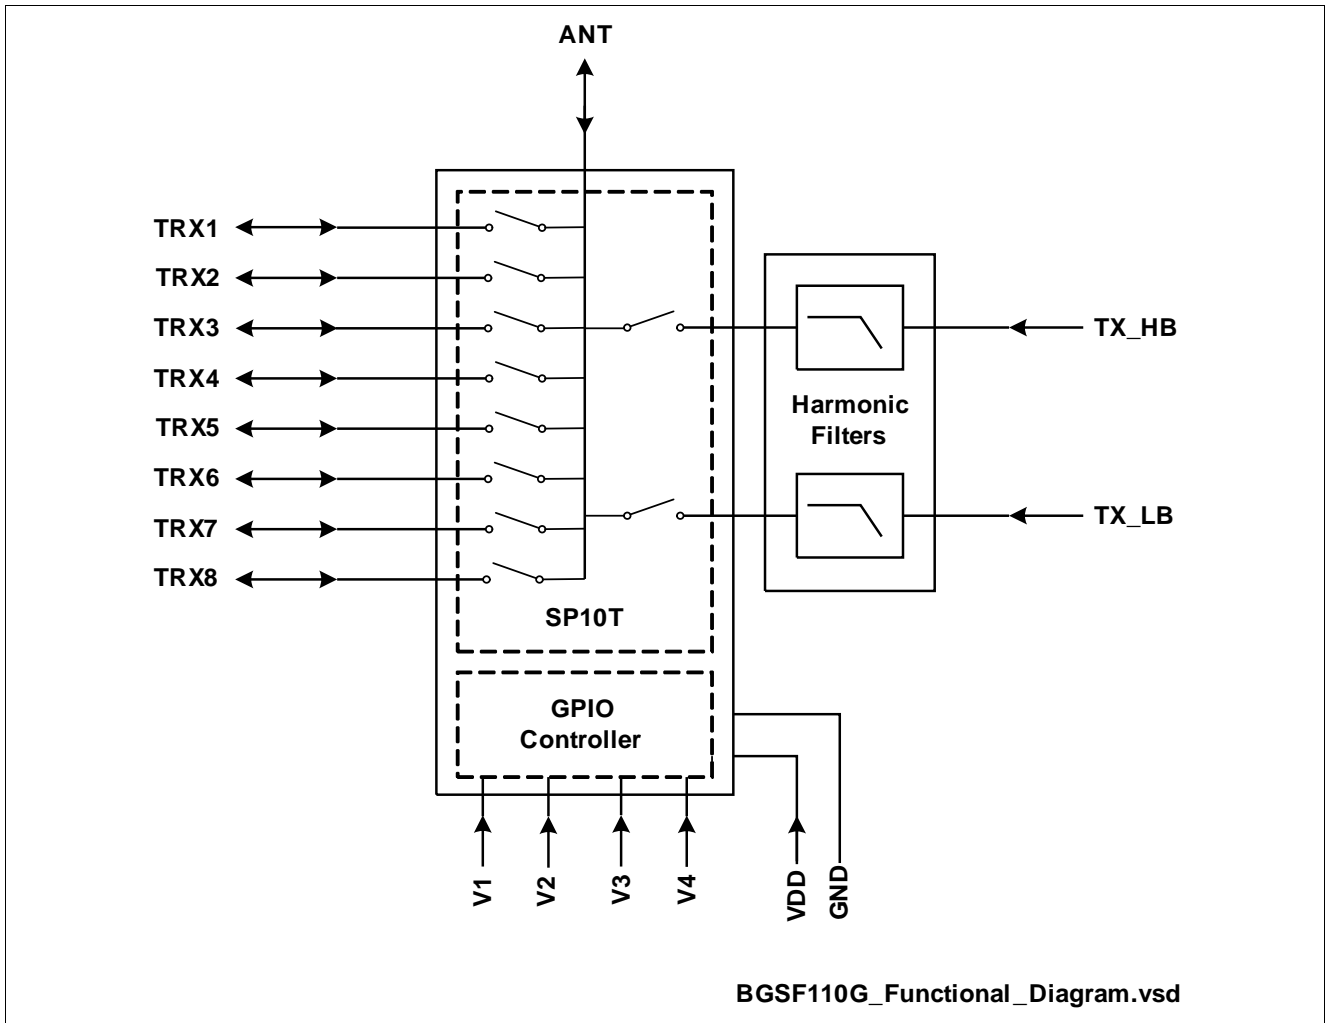 ANT
TRX1
TRX2
TRX3
TRX4
TRX5
TRX6
TRX7
TRX8
TX_HB
Harmonic
Filters
TX_LB
SP10T
GPIO
Controller
V1
V2
V3
V4
VDD
GND
BGSF110G_Functional_Diagram.vsd